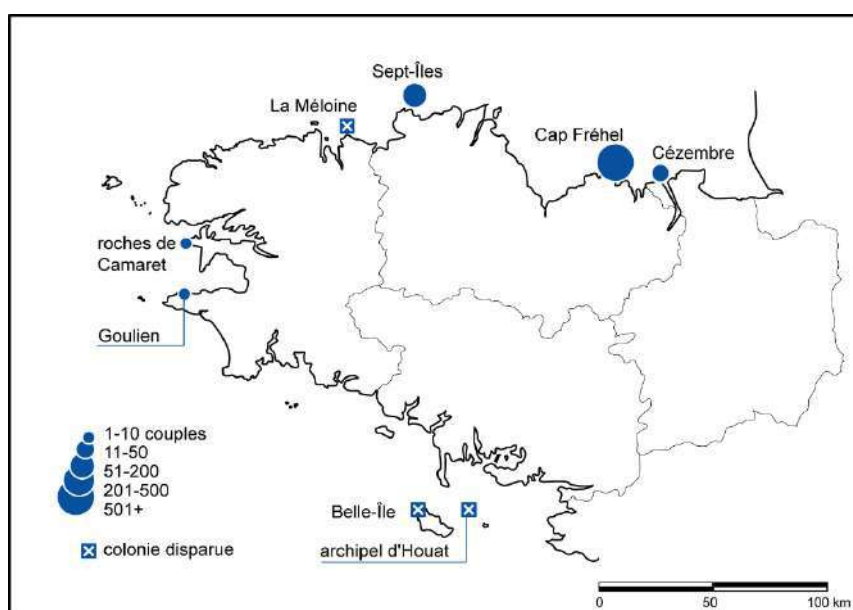 Sept-Îles
La Méloine
Cap Fréhel
Cézembre
roches de
Camaret
Goulien
1-10 couples
11-50
51-200
201-500
501+
Belle-Île
colonie disparue
archipel d'Houat
0 50 100 km